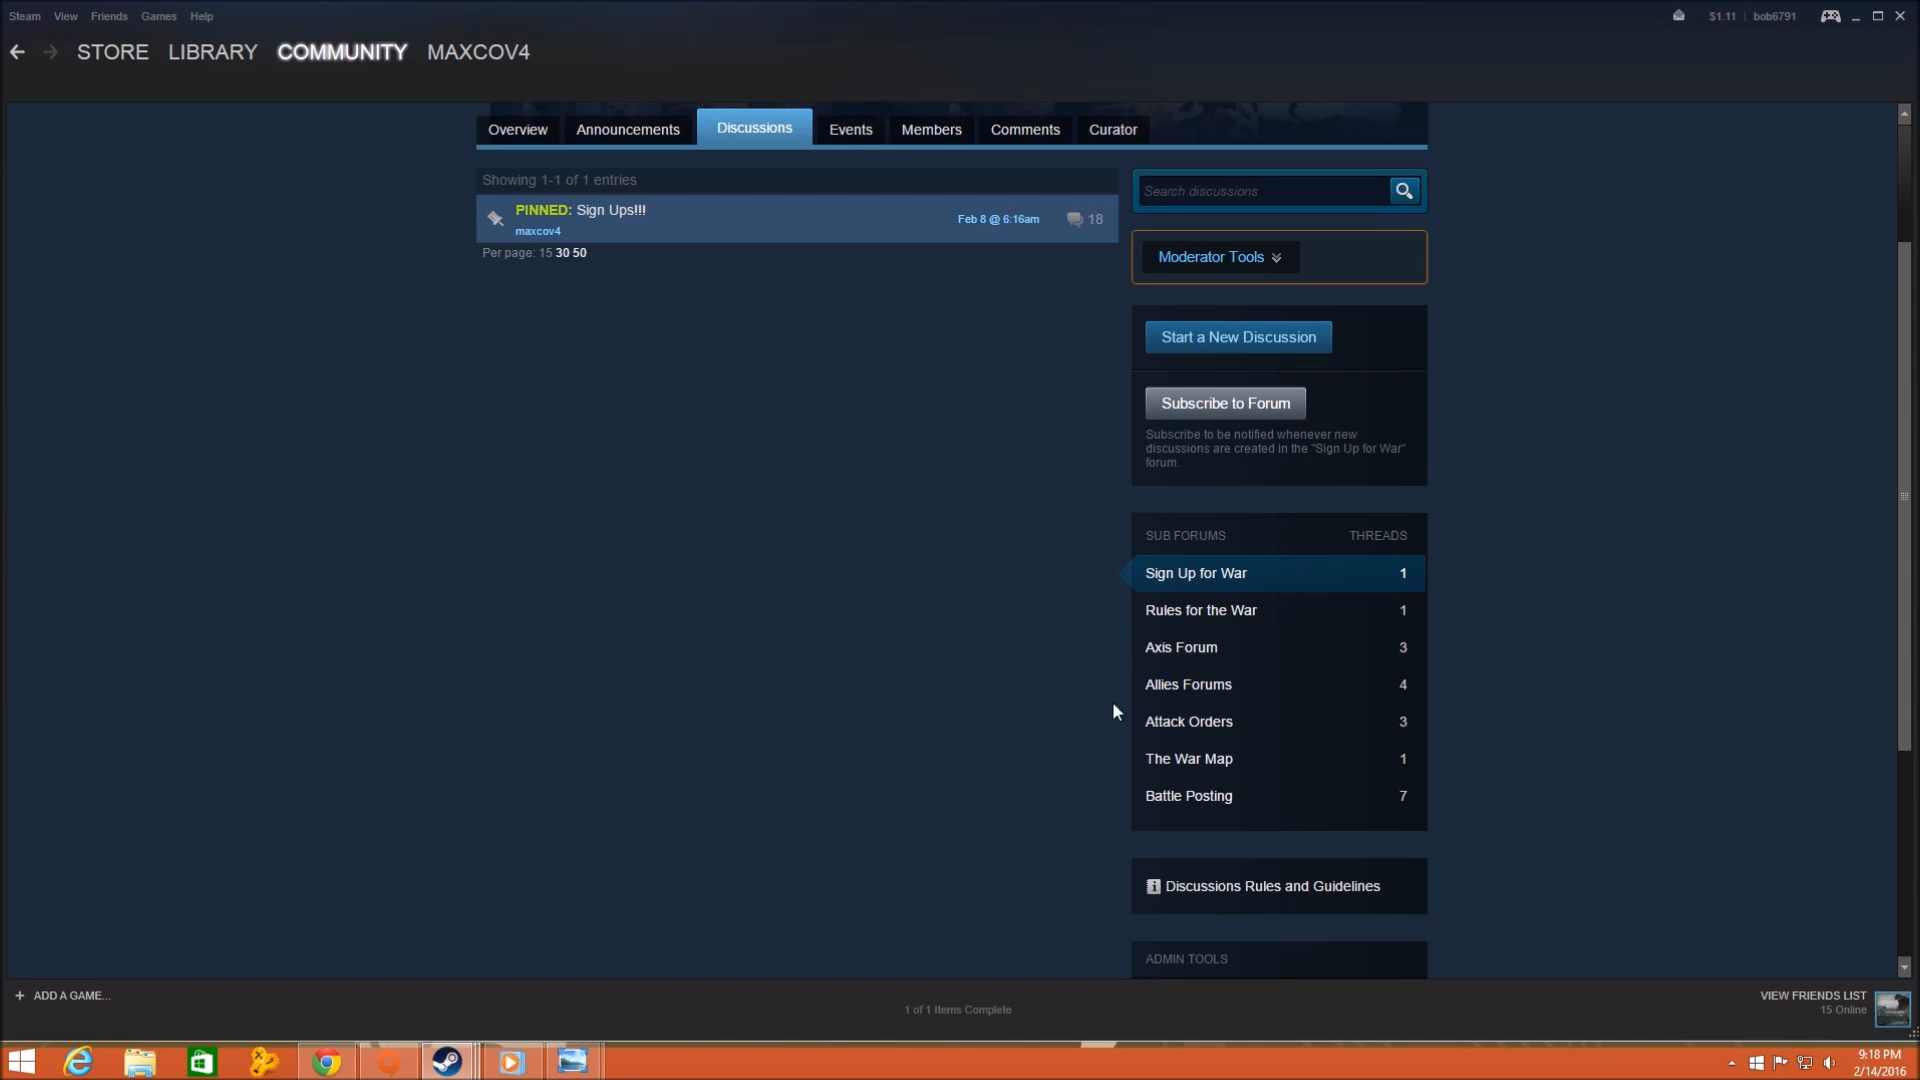 Steam View Friends Games Help
$1.11 | bob6791
STORE LIBRARY COMMUNITY MAXCOV4
Overview Announcements Discussions Events Members Comments Curator
Showing 1-1 of 1 entries
PINNED: Sign Ups!!!
maxcov4
Feb 8 @ 6:16am
18
Per page: 15 30 50
Search discussions
Moderator Tools
Start a New Discussion
Subscribe to Forum
Subscribe to be notified whenever new
discussions are created in the "Sign Up for War"
forum.
SUB FORUMS THREADS
Sign Up for War 1
Rules for the War 1
Axis Forum 3
Allies Forums 4
Attack Orders 3
The War Map 1
Battle Posting 7
Discussions Rules and Guidelines
ADMIN TOOLS
+ ADD A GAME...
1 of 1 Items Complete
VIEW FRIENDS LIST
15 Online
9:18 PM
2/14/2016